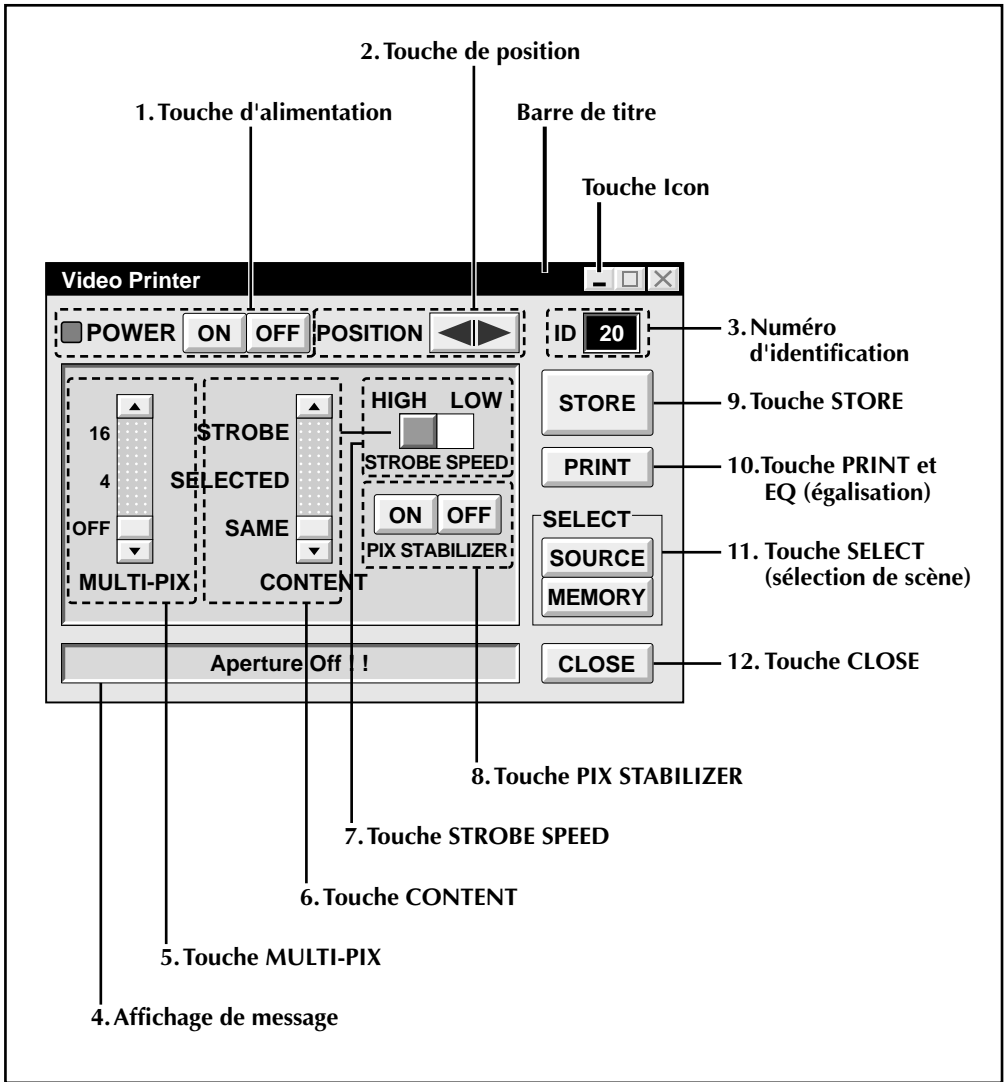 2. Touche de position
1. Touche d'alimentation
Barre de titre
Touche Icon
Video Printer
POWER ON OFF POSITION ID 20
3. Numéro
d'identification
HIGH LOW
STROBE SPEED
16
4
OFF
MULTI-PIX
STROBE
SELECTED
SAME
CONTENT
ON OFF
PIX STABILIZER
STORE
9. Touche STORE
PRINT
10. Touche PRINT et
EQ (égalisation)
SELECT
SOURCE
MEMORY
11. Touche SELECT
(sélection de scène)
Aperture Off ! !
CLOSE
12. Touche CLOSE
8. Touche PIX STABILIZER
7. Touche STROBE SPEED
6. Touche CONTENT
5. Touche MULTI-PIX
4. Affichage de message